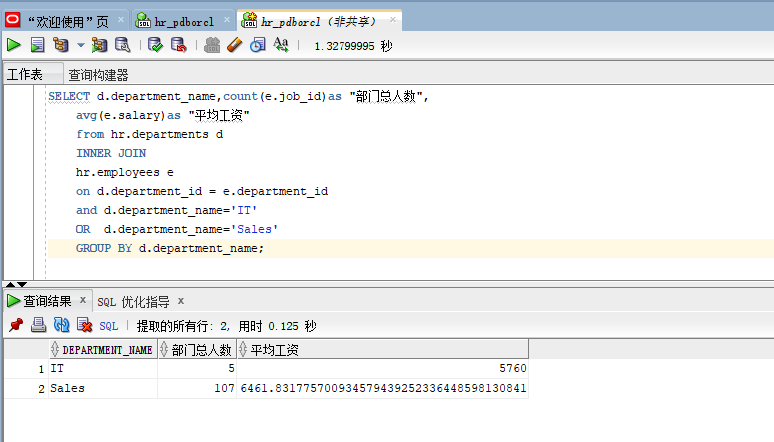 “欢迎使用”页 × hr_pdborcl × hr_pdborcl（非共享） ×
SQL SQL 1.32799995 秒
工作表 查询构建器
SELECT d.department_name,count(e.job_id)as "部门总人数",
avg(e.salary)as "平均工资"
from hr.departments d
INNER JOIN
hr.employees e
on d.department_id = e.department_id
and d.department_name='IT'
OR  d.department_name='Sales'
GROUP BY d.department_name;
查询结果 x SQL 优化指导 x
SQL | 提取的所有行: 2, 用时 0.125 秒
DEPARTMENT_NAME 部门总人数 平均工资
1 IT 5 5760
2 Sales 107 6461.831775700934579439252336448598130841